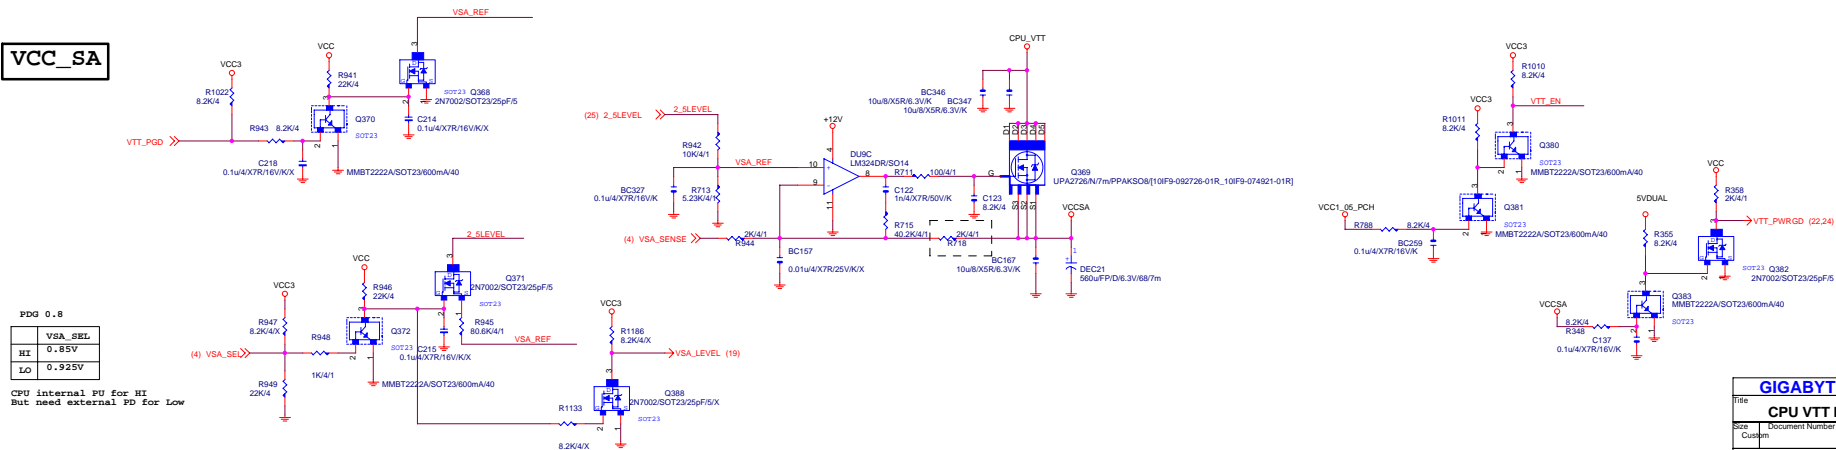 VCC_SA
VSA_REF
VCC
VCC3
R941
22K/4
R1022
8.2K/4
SOT23 Q368
2N7002/SOT23/25pF/5
Q370
SOT23
C214
0.1u/4/X7R/16V/K/X
VTT_PGD
R943 8.2K/4
C218
0.1u/4/X7R/16V/K/X
MMBT2222A/SOT23/600mA/40
2_5LEVEL
VCC
VCC3
R946
22K/4
Q371
2N7002/SOT23/25pF/5
SOT23
R947
8.2K/4/X
Q372
SOT23
C215
0.1u/4/X7R/16V/K/X
R945
80.6K/4/1
VSA_REF
(4) VSA_SEL
R948
1K/4/1
R949
22K/4
MMBT2222A/SOT23/600mA/40
PDG 0.8
VSA_SEL
HI 0.85V
LO 0.925V
CPU internal PU for HI
But need external PD for Low
VCC3
R1186
8.2K/4/X
VSA_LEVEL (19)
Q388
2N7002/SOT23/25pF/5/X
SOT23
R1133
8.2K/4/X
CPU_VTT
BC346
10u/8/X5R/6.3V/K
BC347
10u/8/X5R/6.3V/K
(25) 2_5LEVEL
2_5LEVEL
+12V
R942
10K/4/1
VSA_REF
DU9C
LM324DR/SO14
BC327
0.1u/4/X7R/16V/K
R713
5.23K/4/1
R711
100/4/1
C122
1n/4/X7R/50V/K
C123
8.2K/4
Q369
UPA2726/N/7m/PPAKSO8/[10IF9-092726-01R_10IF9-074921-01R]
D1
D2
D3
D4
D5
G
S3
S2
S1
R715
40.2K/4/1
2K/4/1
R718
(4) VSA_SENSE
2K/4/1
R944
BC157
0.01u/4/X7R/25V/K/X
BC167
10u/8/X5R/6.3V/K
VCCSA
DEC21
560u/FP/D/6.3V/68/7m
VCC3
R1010
8.2K/4
VTT_EN
VCC3
R1011
8.2K/4
Q380
SOT23
MMBT2222A/SOT23/600mA/40
VCC1_05_PCH
R788
8.2K/4
BC259
0.1u/4/X7R/16V/K
Q381
SOT23
MMBT2222A/SOT23/600mA/40
VCC
R358
2K/4/1
VTT_PWRGD (22,24)
5VDUAL
R355
8.2K/4
SOT23 Q382
2N7002/SOT23/25pF/5
Q383
MMBT2222A/SOT23/600mA/40
SOT23
VCCSA
8.2K/4
R348
C137
0.1u/4/X7R/16V/K
GIGABYT
Title
CPU VTT
Size Document Number
Custom